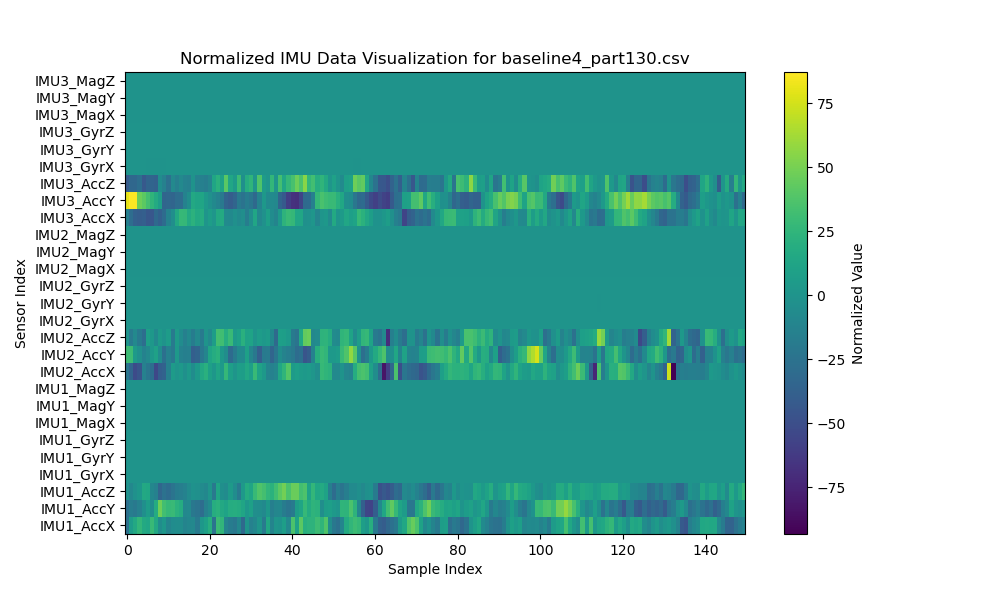 Normalized IMU Data Visualization for baseline4_part130.csv
IMU3_MagZ
IMU3_MagY
IMU3_MagX
IMU3_GyrZ
IMU3_GyrY
IMU3_GyrX
IMU3_AccZ
IMU3_AccY
IMU3_AccX
IMU2_MagZ
IMU2_MagY
IMU2_MagX
IMU2_GyrZ
IMU2_GyrY
IMU2_GyrX
IMU2_AccZ
IMU2_AccY
IMU2_AccX
IMU1_MagZ
IMU1_MagY
IMU1_MagX
IMU1_GyrZ
IMU1_GyrY
IMU1_GyrX
IMU1_AccZ
IMU1_AccY
IMU1_AccX
Sensor Index
0 20 40 60 80 100 120 140
Sample Index
75
50
25
0
−25
−50
−75
Normalized Value